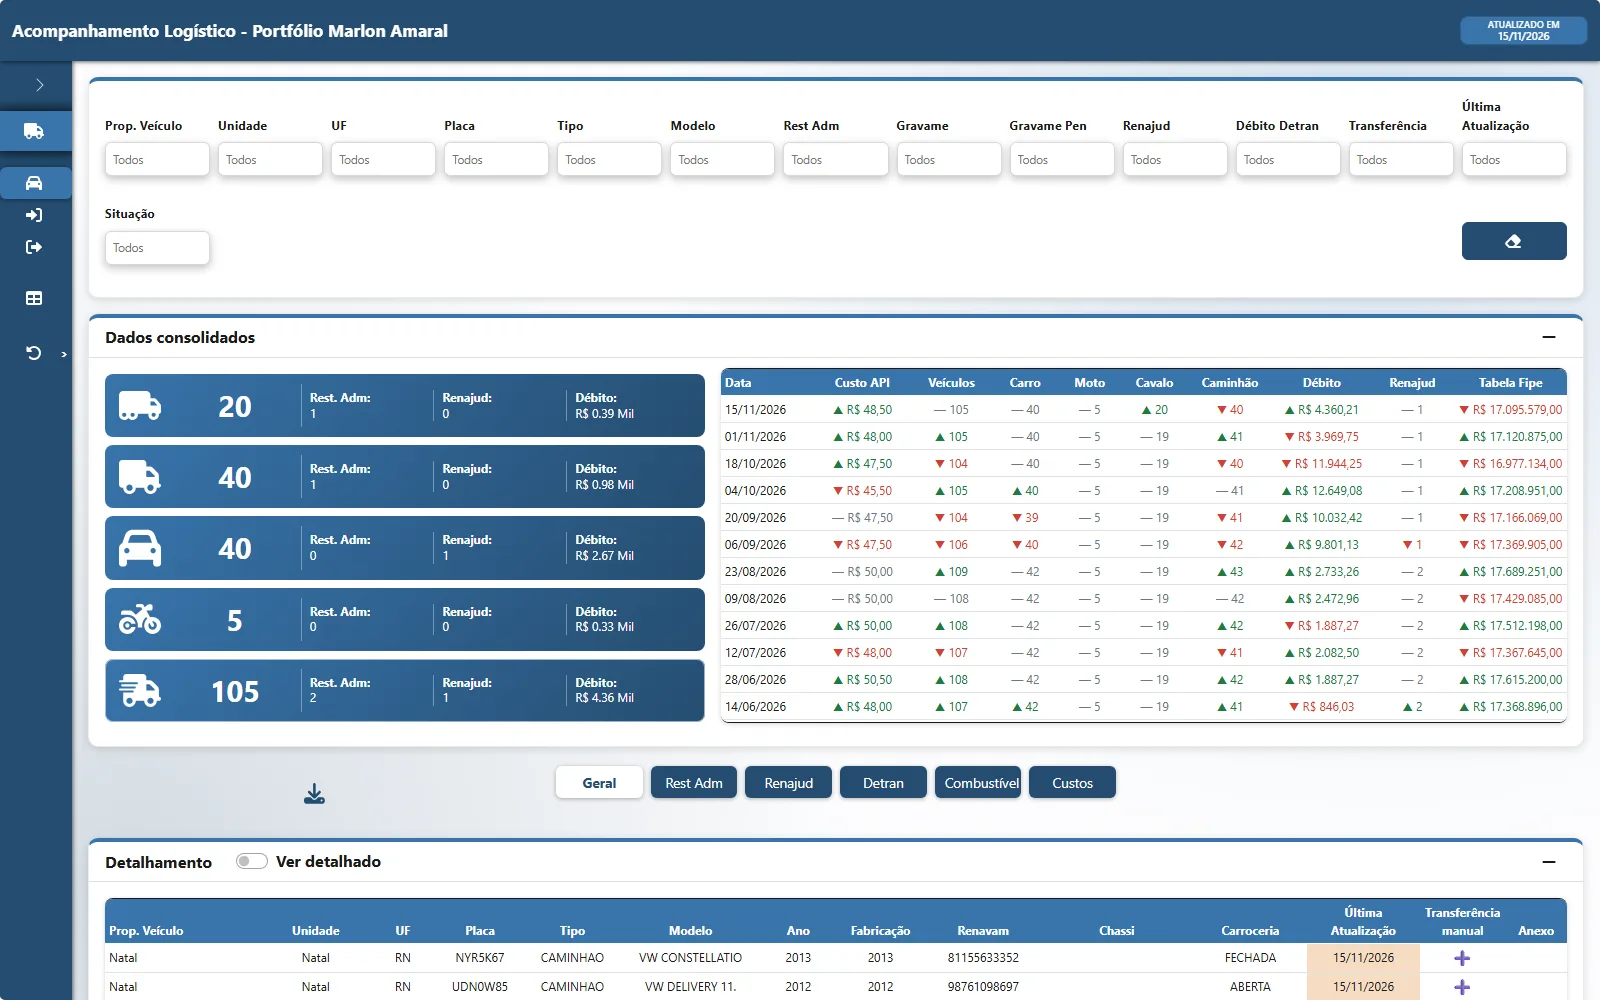 Acompanhamento Logístico - Portfólio Marlon Amaral
ATUALIZADO EM
15/11/2026
Prop. Veículo Unidade UF Placa Tipo Modelo Rest Adm Gravame Gravame Pen Renajud Débito Detran Transferência Última Atualização
Todos Todos Todos Todos Todos Todos Todos Todos Todos Todos Todos Todos Todos
Situação
Todos
Dados consolidados
20 Rest. Adm: 1 Renajud: 0 Débito: R$ 0.39 Mil
40 Rest. Adm: 1 Renajud: 0 Débito: R$ 0.98 Mil
40 Rest. Adm: 0 Renajud: 1 Débito: R$ 2.67 Mil
5 Rest. Adm: 0 Renajud: 0 Débito: R$ 0.33 Mil
105 Rest. Adm: 2 Renajud: 1 Débito: R$ 4.36 Mil
Data Custo API Veículos Carro Moto Cavalo Caminhão Débito Renajud Tabela Fipe
15/11/2026 ▲ R$ 48,50 — 105 — 40 — 5 ▲ 20 ▼ 40 ▲ R$ 4.360,21 — 1 ▼ R$ 17.095.579,00
01/11/2026 ▲ R$ 48,00 ▲ 105 — 40 — 5 — 19 ▲ 41 ▼ R$ 3.969,75 — 1 ▲ R$ 17.120.875,00
18/10/2026 ▲ R$ 47,50 ▼ 104 — 40 — 5 — 19 ▼ 40 ▼ R$ 11.944,25 — 1 ▼ R$ 16.977.134,00
04/10/2026 ▼ R$ 45,50 ▲ 105 ▲ 40 — 5 — 19 — 41 ▲ R$ 12.649,08 — 1 ▲ R$ 17.208.951,00
20/09/2026 — R$ 47,50 ▼ 104 ▼ 39 — 5 — 19 ▼ 41 ▲ R$ 10.032,42 — 1 ▼ R$ 17.166.069,00
06/09/2026 ▼ R$ 47,50 ▼ 106 ▼ 40 — 5 — 19 ▼ 42 ▲ R$ 9.801,13 ▼ 1 ▼ R$ 17.369.905,00
23/08/2026 — R$ 50,00 ▲ 109 — 42 — 5 — 19 ▲ 43 ▲ R$ 2.733,26 — 2 ▲ R$ 17.689.251,00
09/08/2026 — R$ 50,00 — 108 — 42 — 5 — 19 — 42 ▲ R$ 2.472,96 — 2 ▼ R$ 17.429.085,00
26/07/2026 ▲ R$ 50,00 ▲ 108 — 42 — 5 — 19 ▲ 42 ▼ R$ 1.887,27 — 2 ▲ R$ 17.512.198,00
12/07/2026 ▼ R$ 48,00 ▼ 107 — 42 — 5 — 19 ▼ 41 ▲ R$ 2.082,50 — 2 ▼ R$ 17.367.645,00
28/06/2026 ▲ R$ 50,50 ▲ 108 — 42 — 5 — 19 ▲ 42 ▲ R$ 1.887,27 — 2 ▲ R$ 17.615.200,00
14/06/2026 ▲ R$ 48,00 ▲ 107 ▲ 42 — 5 — 19 ▲ 41 ▼ R$ 846,03 ▲ 2 ▲ R$ 17.368.896,00
Geral Rest Adm Renajud Detran Combustível Custos
Detalhamento Ver detalhado
Prop. Veículo Unidade UF Placa Tipo Modelo Ano Fabricação Renavam Chassi Carroceria Última Atualização Transferência manual Anexo
Natal Natal RN NYR5K67 CAMINHAO VW CONSTELLATIO 2013 2013 81155633352 FECHADA 15/11/2026
Natal Natal RN UDN0W85 CAMINHAO VW DELIVERY 11. 2012 2012 98761098697 ABERTA 15/11/2026